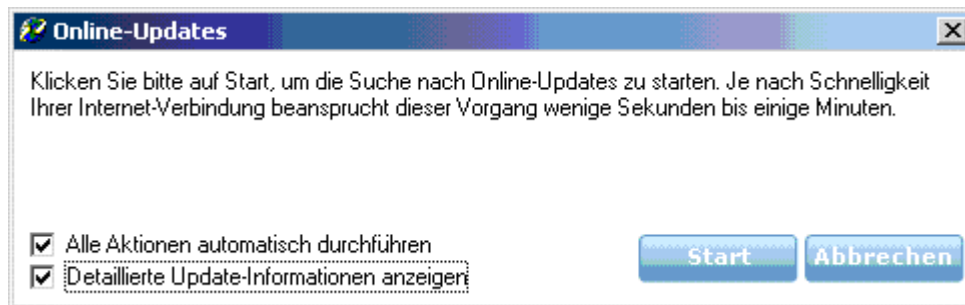 Online-Updates
Klicken Sie bitte auf Start, um die Suche nach Online-Updates zu starten. Je nach Schnelligkeit
Ihrer Internet-Verbindung beansprucht dieser Vorgang wenige Sekunden bis einige Minuten.
Alle Aktionen automatisch durchführen
Detaillierte Update-Informationen anzeigen
Start
Abbrechen